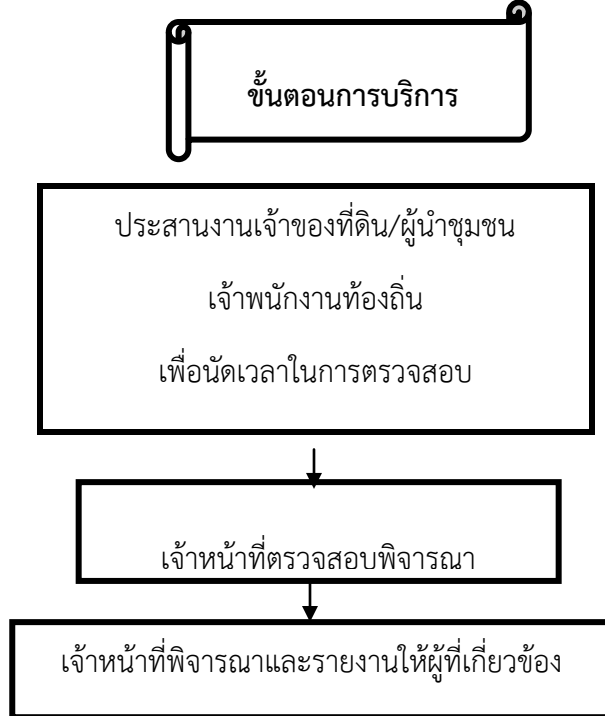 ขั้นตอนการบริการ
ประสานงานเจ้าของที่ดิน/ผู้นำชุมชน
เจ้าพนักงานท้องถิ่น
เพื่อนัดเวลาในการตรวจสอบ
เจ้าหน้าที่ตรวจสอบพิจารณา
เจ้าหน้าที่พิจารณาและรายงานให้ผู้ที่เกี่ยวข้อง